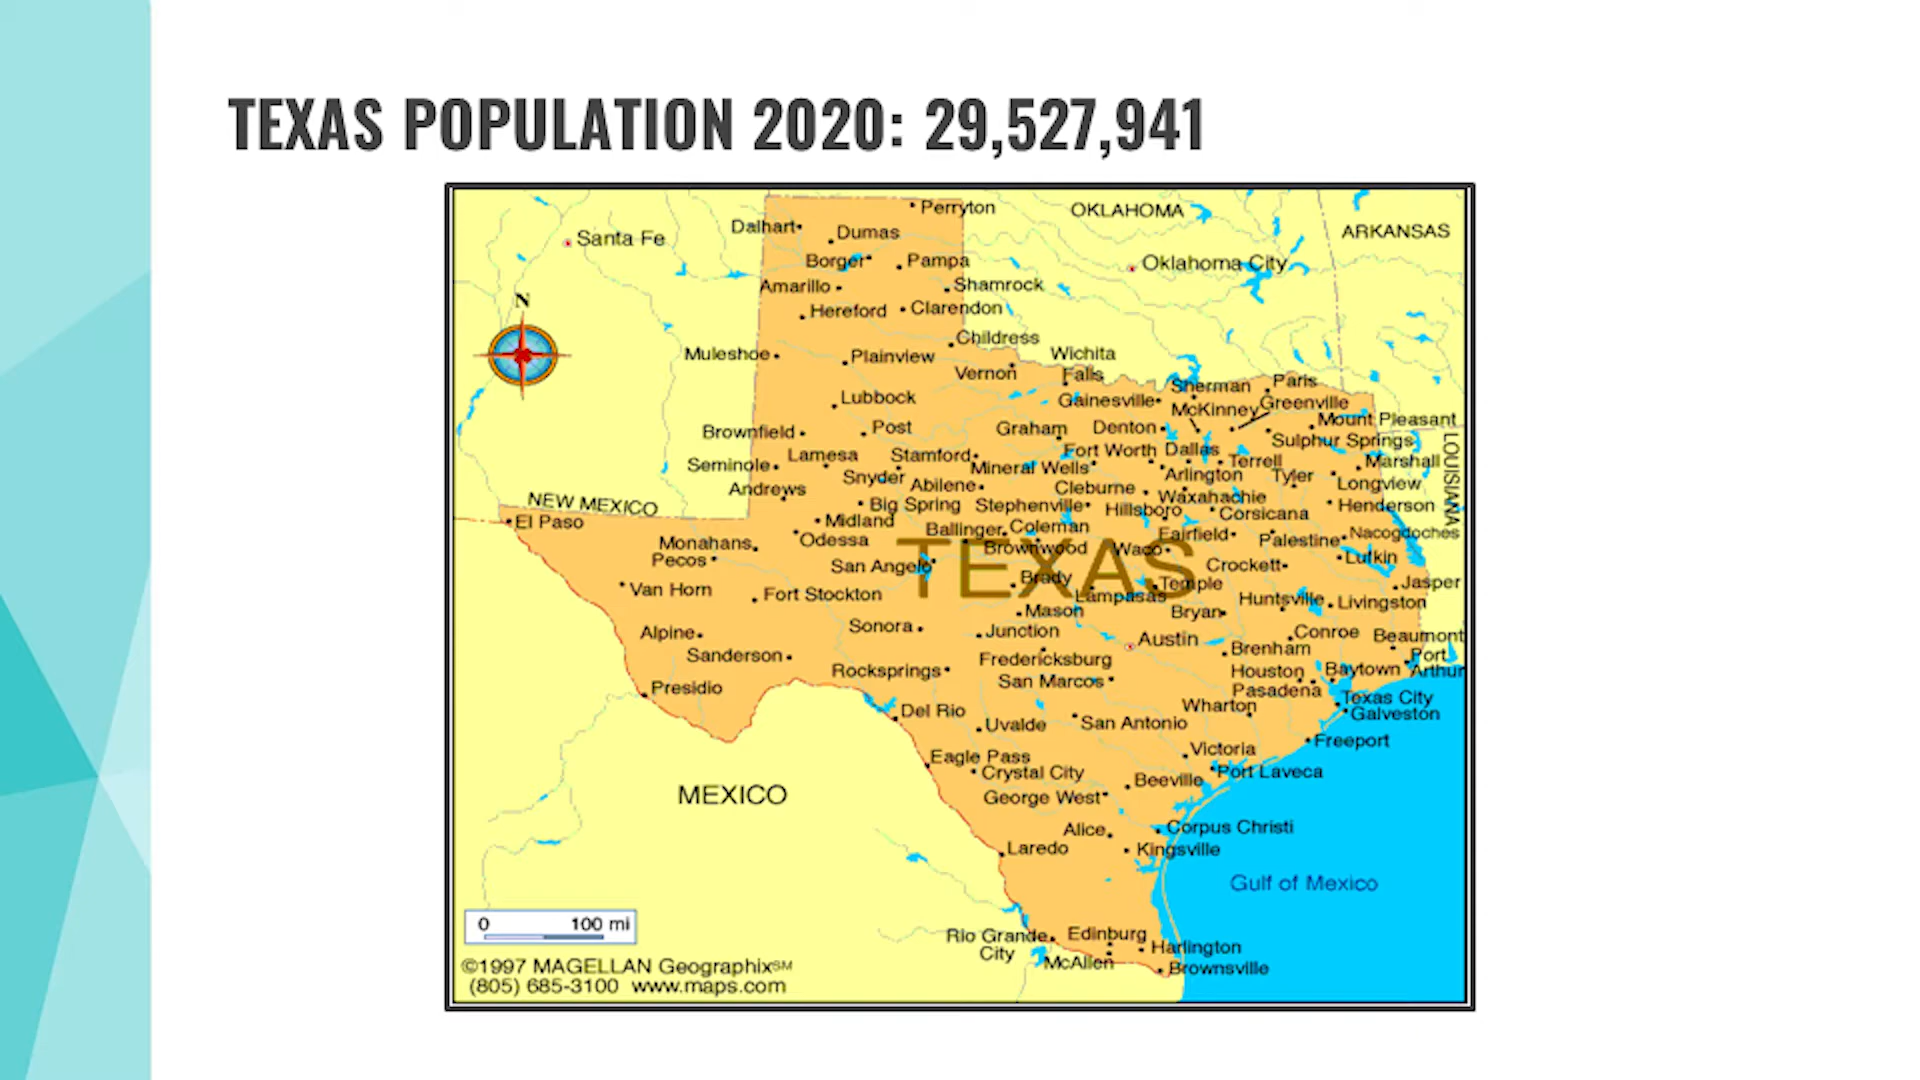 TEXAS POPULATION 2020: 29,527,941
Perryton
OKLAHOMA
ARKANSAS
Dalhart
Dumas
Santa Fe
Borger
Pampa
Oklahoma City
Amarillo
Shamrock
N
Hereford
Clarendon
Childress
Muleshoe
Plainview
Wichita
Falls
Vernon
Sherman
Paris
Lubbock
Gainesville
McKinney
Greenville
Mount Pleasant
Brownfield
Post
Graham
Denton
Sulphur Springs
Seminole
Lamesa
Stamford
Mineral Wells
Fort Worth
Dallas
Terrell
Marshall
LOUISIANA
Andrews
Snyder
Abilene
Cleburne
Arlington
Tyler
Longview
NEW MEXICO
Big Spring
Stephenville
Hillsboro
Waxahachie
Corsicana
Henderson
El Paso
Midland
Odessa
Ballinger
Coleman
Brownwood
Waco
Fairfield
Palestine
Nacogdoches
Monahans
Pecos
San Angelo
TEXAS
Crockett
Lufkin
Van Horn
Fort Stockton
Brady
Lampasas
Temple
Jasper
Mason
Bryan
Huntsville
Livingston
Alpine
Sonora
Junction
Austin
Conroe
Beaumont
Sanderson
Rocksprings
Fredericksburg
Brenham
Port
Arthur
San Marcos
Houston
Baytown
Presidio
Pasadena
Texas City
Del Rio
Uvalde
San Antonio
Wharton
Galveston
Eagle Pass
Victoria
Freeport
Crystal City
Beeville
Port Laveca
MEXICO
George West
Alice
Corpus Christi
Laredo
Kingsville
Gulf of Mexico
0 100 mi
Rio Grande
City
Edinburg
Harlington
McAllen
Brownsville
©1997 MAGELLAN Geographix℠
(805) 685-3100 www.maps.com